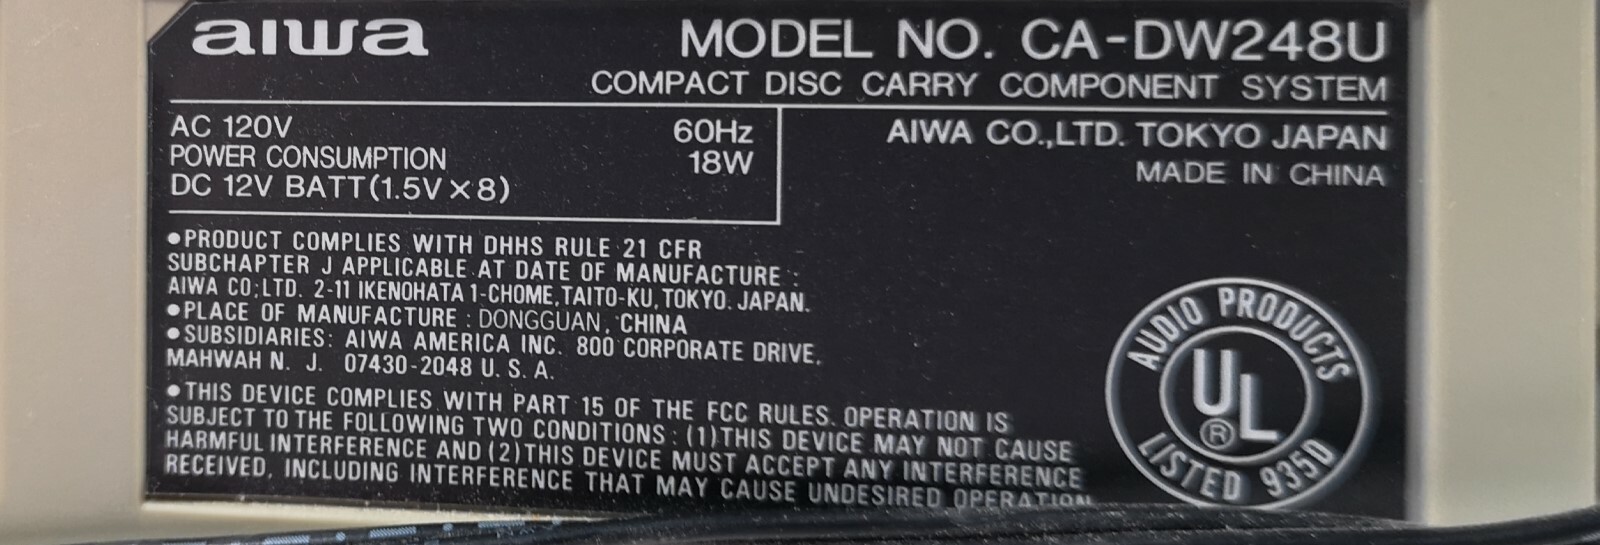 aiwa
MODEL NO. CA-DW248U
COMPACT DISC CARRY COMPONENT SYSTEM
AC 120V 60Hz
POWER CONSUMPTION 18W
DC 12V BATT(1.5V×8)
AIWA CO.,LTD. TOKYO JAPAN
MADE IN CHINA
●PRODUCT COMPLIES WITH DHHS RULE 21 CFR
SUBCHAPTER J APPLICABLE AT DATE OF MANUFACTURE :
AIWA CO;LTD. 2-11 IKENOHATA 1-CHOME, TAITO-KU, TOKYO. JAPAN.
●PLACE OF MANUFACTURE : DONGGUAN, CHINA
●SUBSIDIARIES: AIWA AMERICA INC. 800 CORPORATE DRIVE,
MAHWAH N. J. 07430-2048 U. S. A.
●THIS DEVICE COMPLIES WITH PART 15 OF THE FCC RULES. OPERATION IS
SUBJECT TO THE FOLLOWING TWO CONDITIONS : (1) THIS DEVICE MAY NOT CAUSE
HARMFUL INTERFERENCE AND (2) THIS DEVICE MUST ACCEPT ANY INTERFERENCE
RECEIVED, INCLUDING INTERFERENCE THAT MAY CAUSE UNDESIRED OPERATION
AUDIO PRODUCTS
UL
®
LISTED 935D